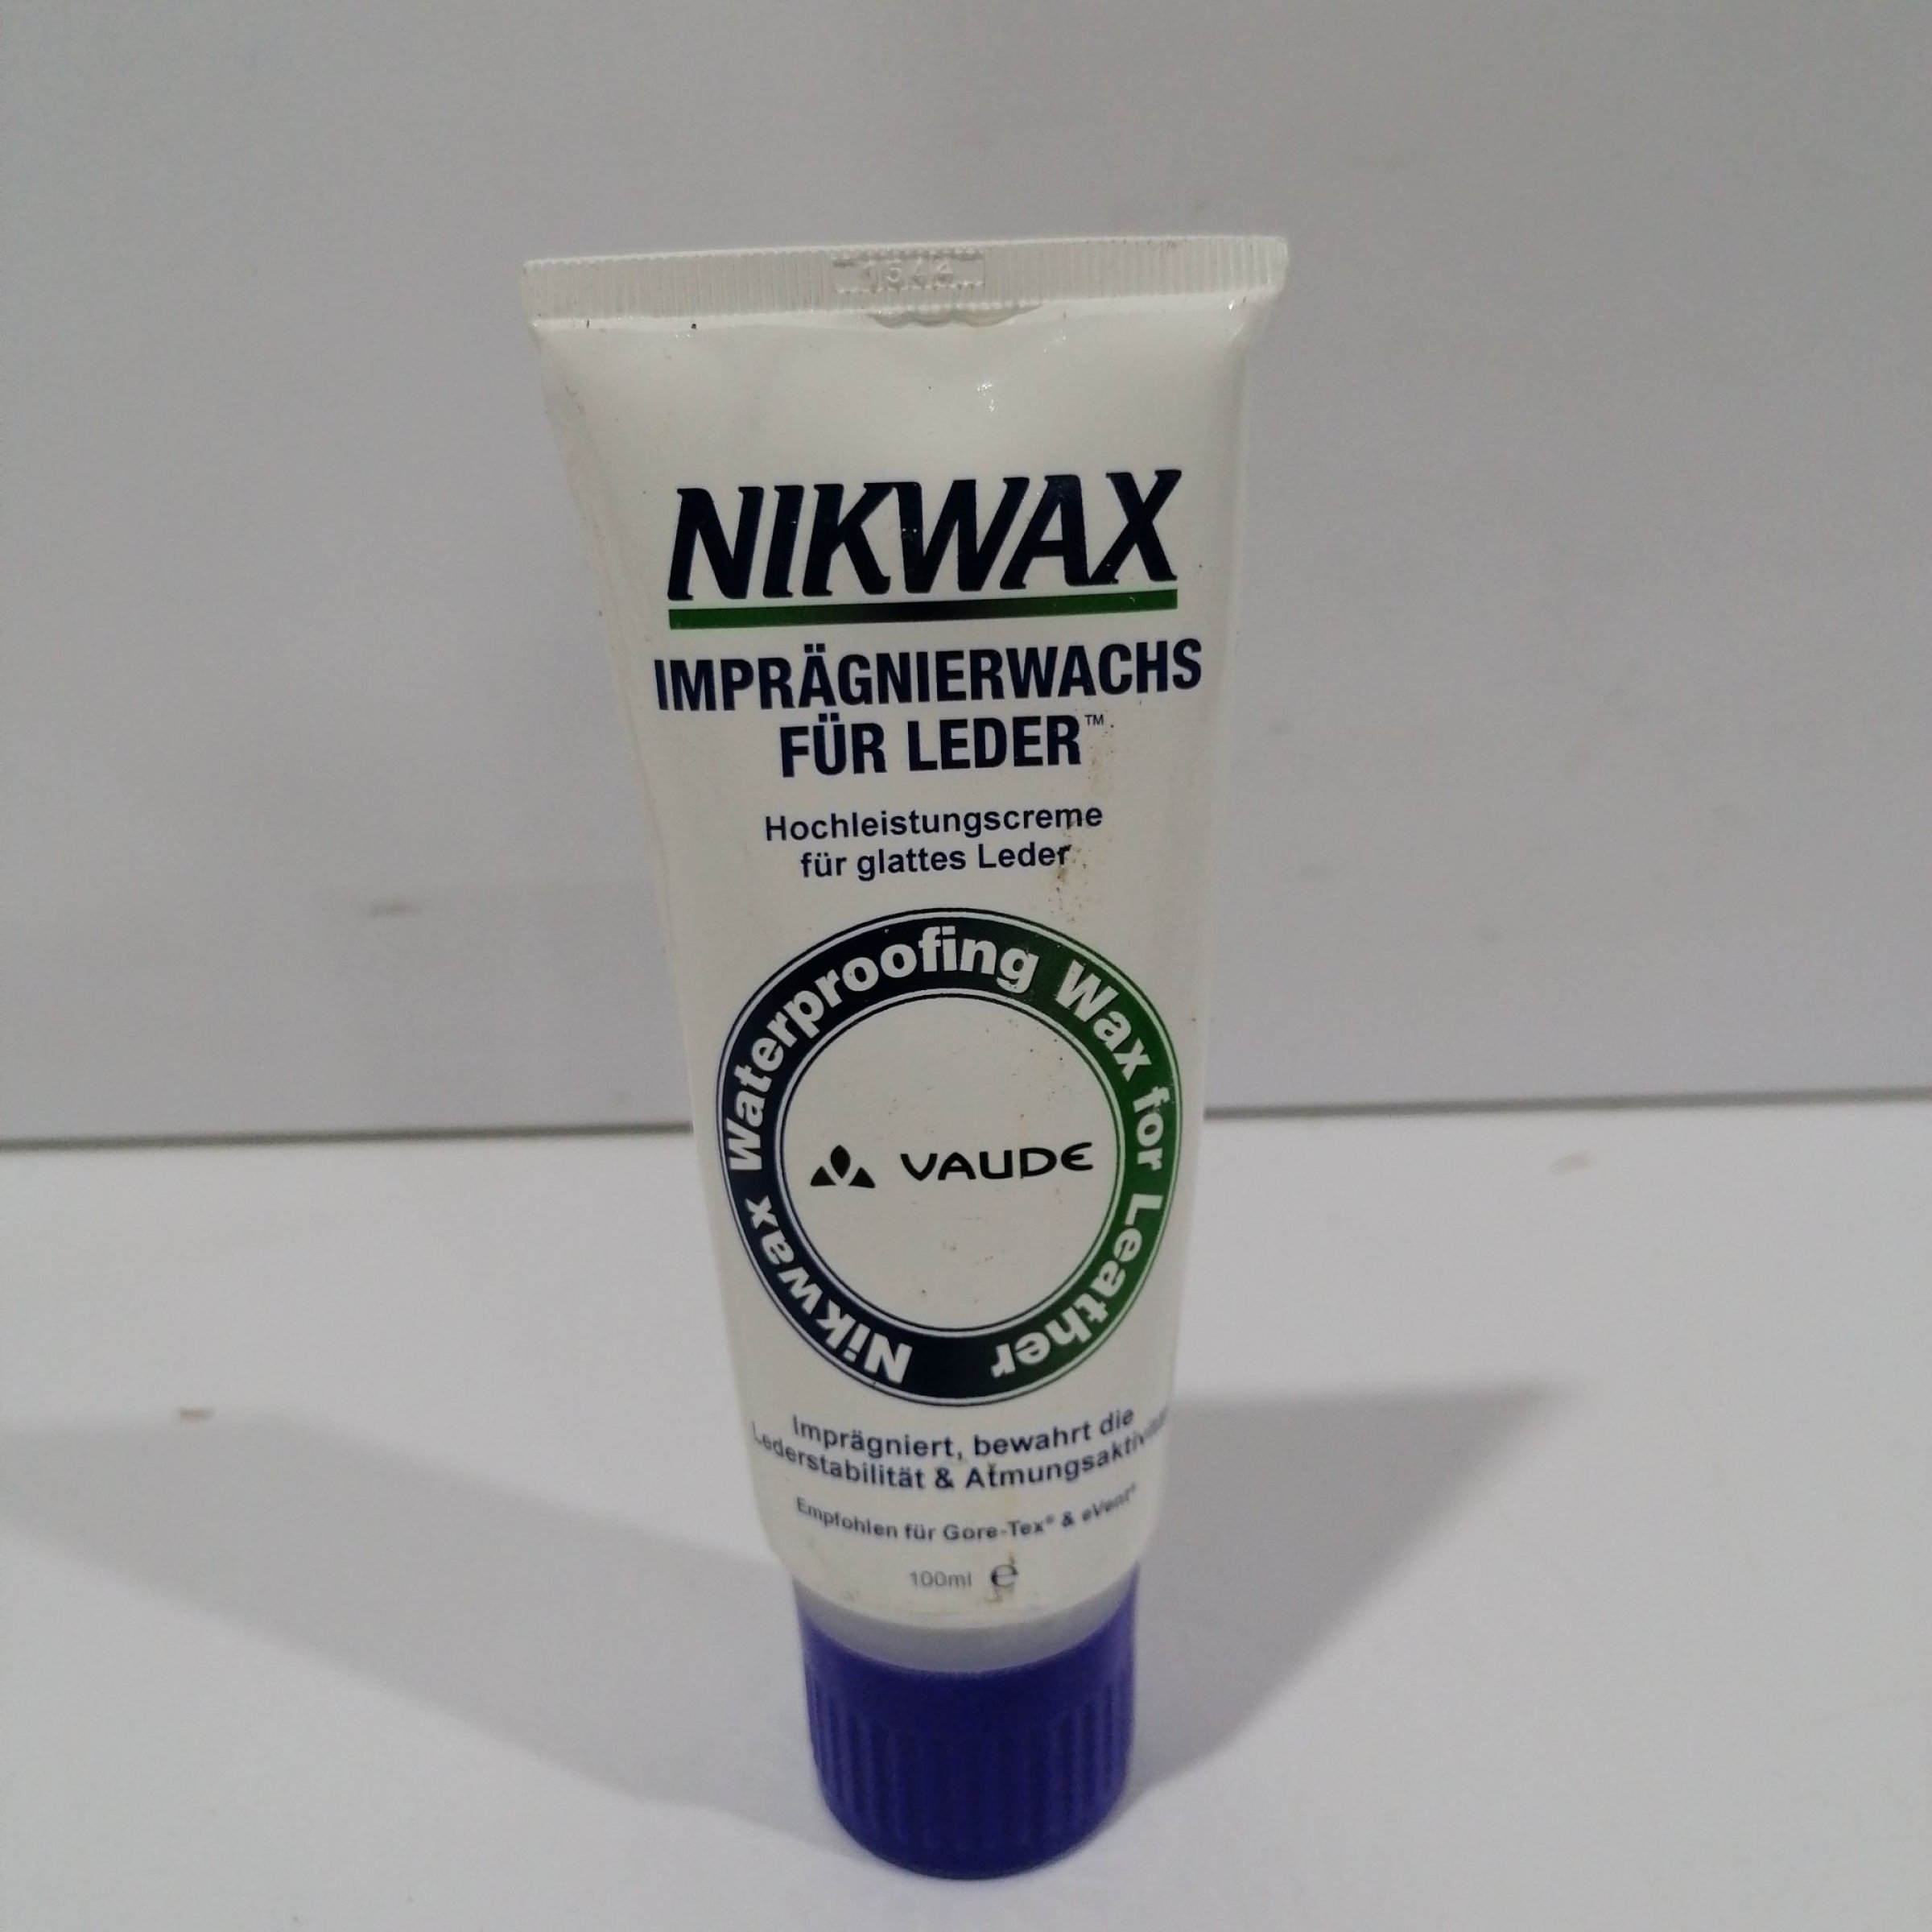 NIKWAX
IMPRÄGNIERWACHS
FÜR LEDER™
Hochleistungscreme
für glattes Leder
Nikwax Waterproofing Wax for Leather
VAUDE
Imprägniert, bewahrt die
Lederstabilität & Atmungsaktivität
Empfohlen für Gore-Tex® & eVent®
100ml ℮